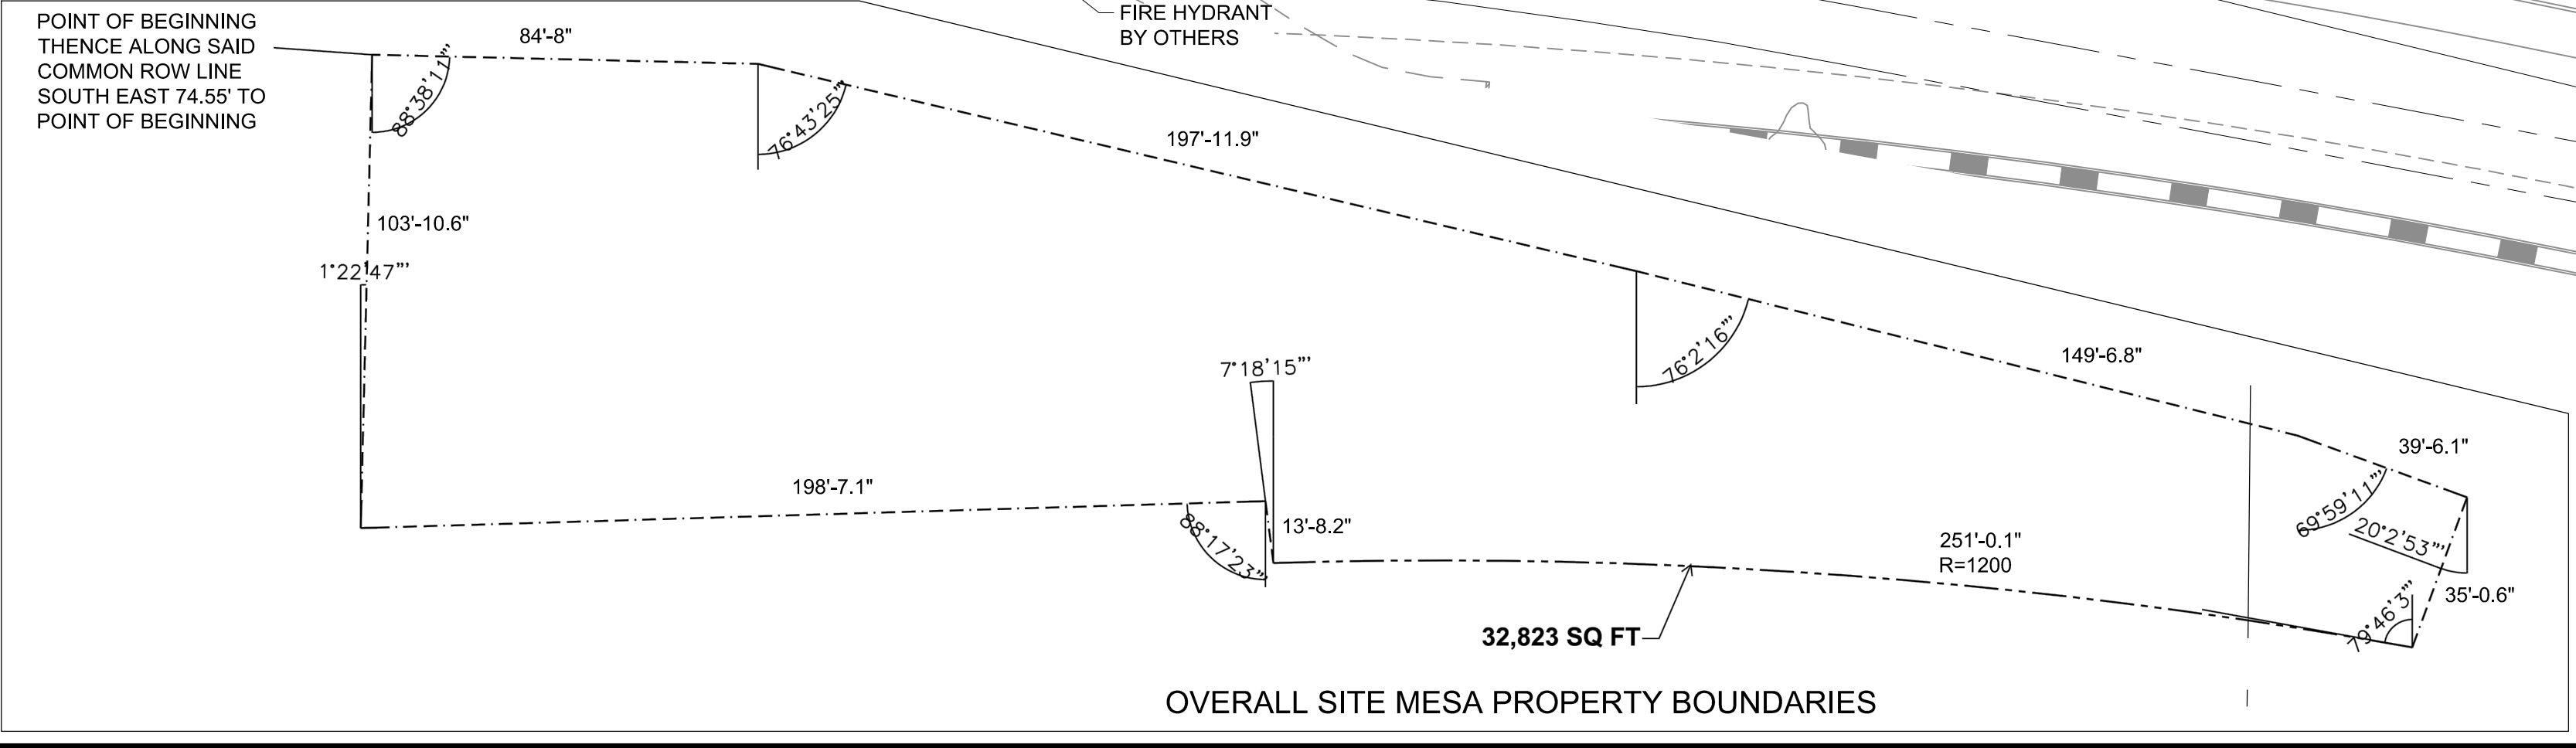 POINT OF BEGINNING
THENCE ALONG SAID
COMMON ROW LINE
SOUTH EAST 74.55' TO
POINT OF BEGINNING
84'-8"
FIRE HYDRANT
BY OTHERS
88°38'11"'
76°43'25"'
197'-11.9"
103'-10.6"
1°22'47"'
7°18'15"'
76°2'16"'
149'-6.8"
39'-6.1"
198'-7.1"
13'-8.2"
88°17'23"'
69°59'11"'
20°2'53"'
251'-0.1"
R=1200
35'-0.6"
79°46'3"'
32,823 SQ FT
OVERALL SITE MESA PROPERTY BOUNDARIES